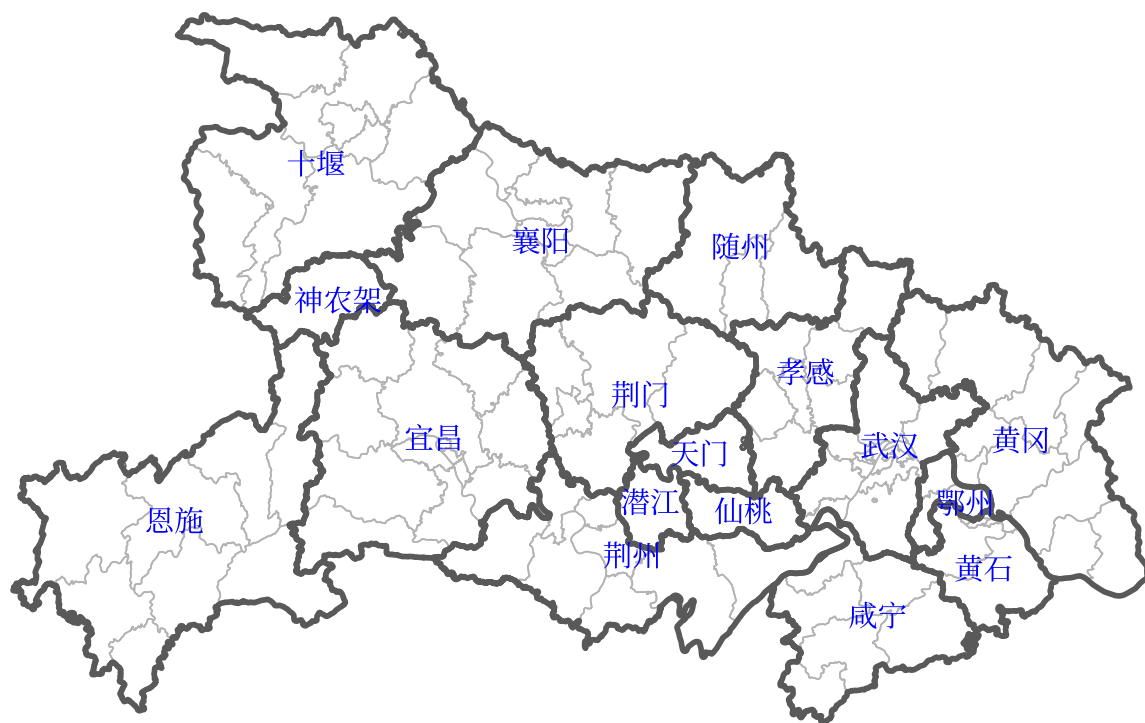 十堰
襄阳
随州
神农架
孝感
荆门
宜昌
武汉
黄冈
天门
潜江
仙桃
鄂州
恩施
荆州
黄石
咸宁